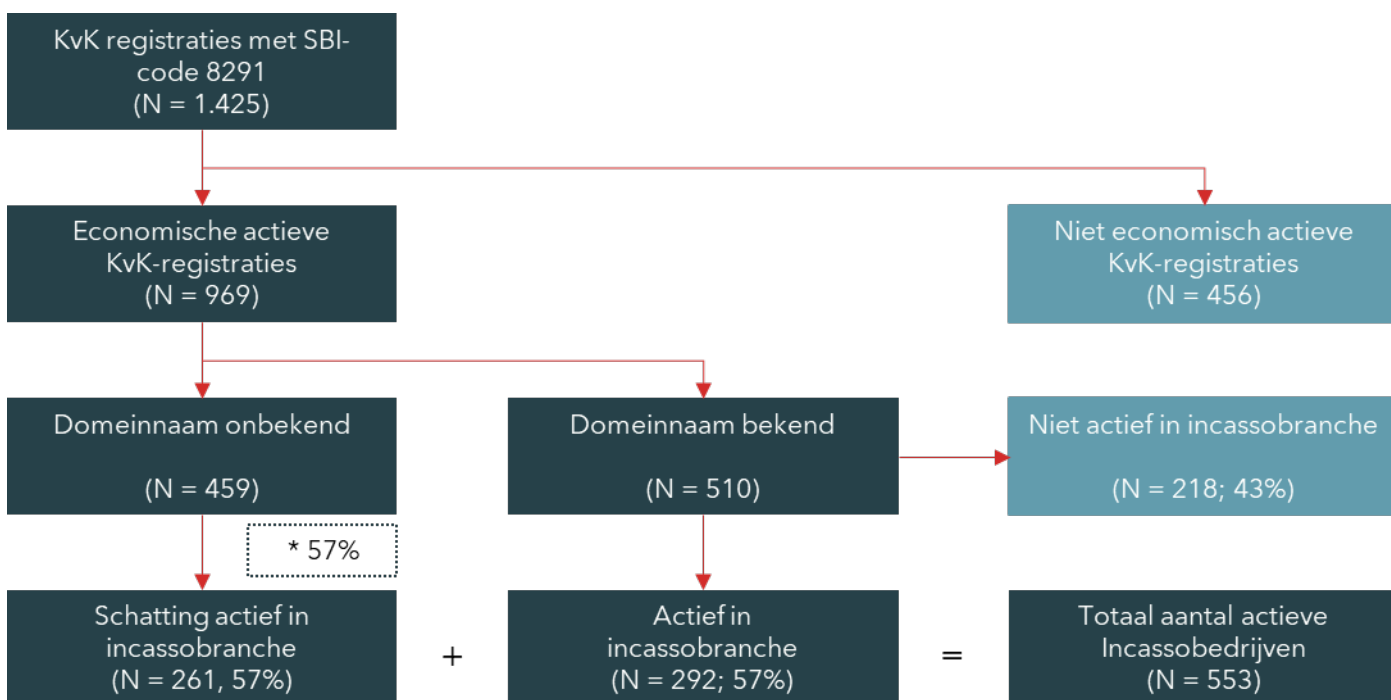 KvK registraties met SBI-
code 8291
(N = 1.425)
Economische actieve
KvK-registraties
(N = 969)
Niet economisch actieve
KvK-registraties
(N = 456)
Domeinnaam onbekend
(N = 459)
Domeinnaam bekend
(N = 510)
Niet actief in incassobranche
(N = 218; 43%)
* 57%
Schatting actief in
incassobranche
(N = 261, 57%)
+
Actief in
incassobranche
(N = 292; 57%)
=
Totaal aantal actieve
Incassobedrijven
(N = 553)